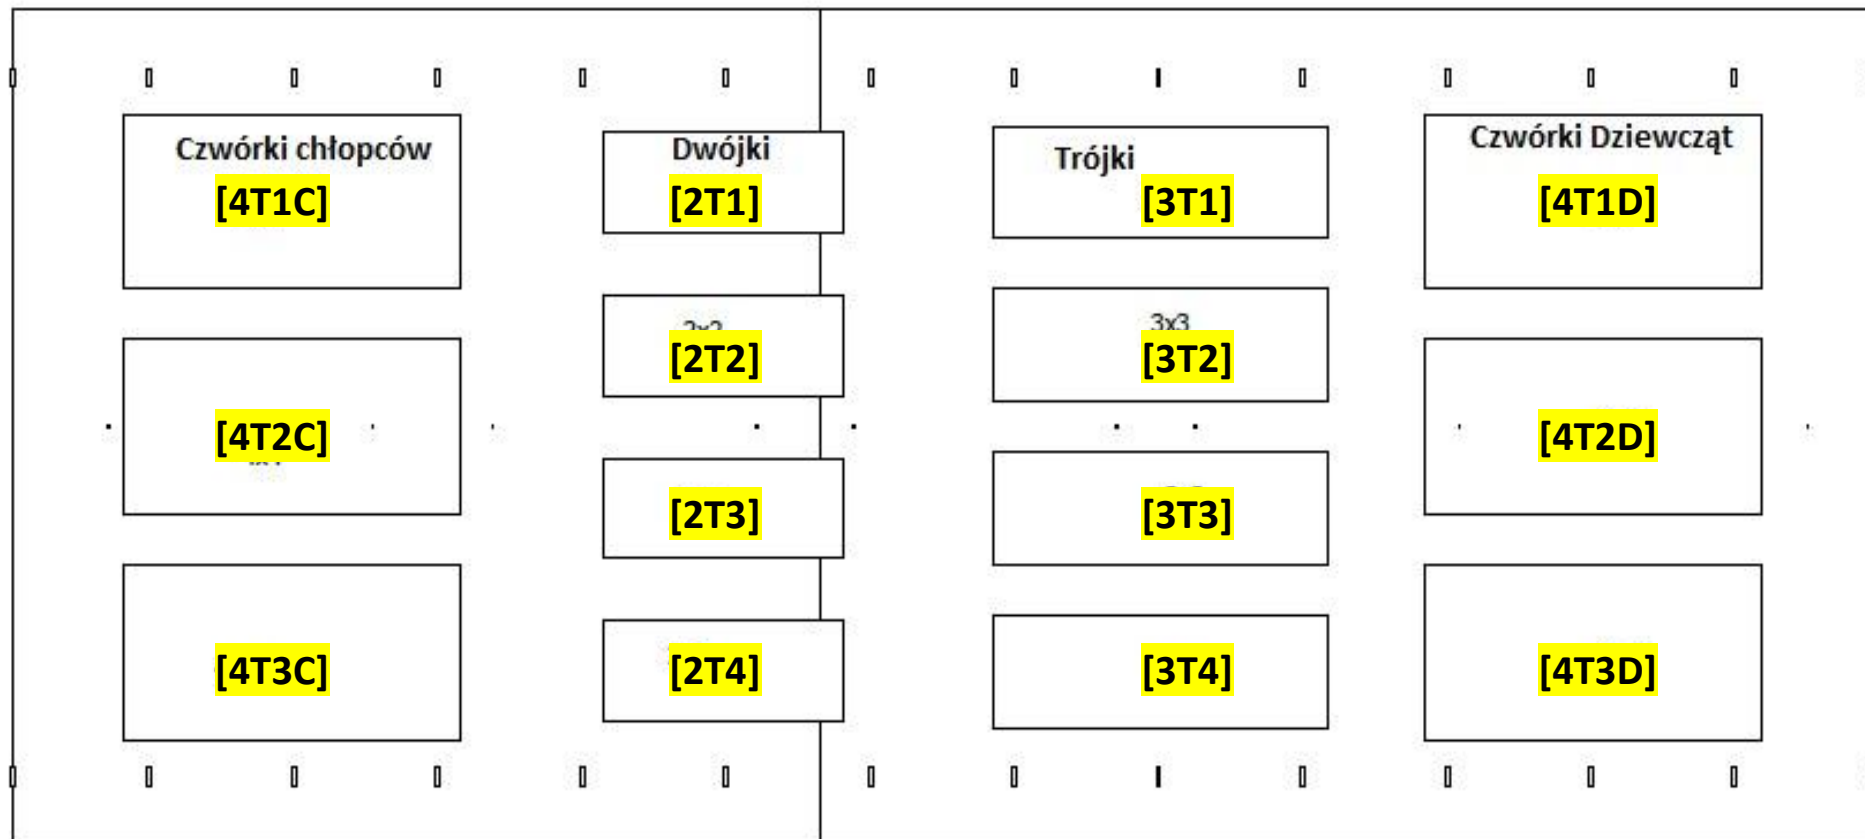 Czwórki chłopców
[4T1C]
[4T2C]
[4T3C]
Dwójki
[2T1]
[2T2]
[2T3]
[2T4]
Trójki
[3T1]
3x3
[3T2]
[3T3]
[3T4]
Czwórki Dziewcząt
[4T1D]
[4T2D]
[4T3D]